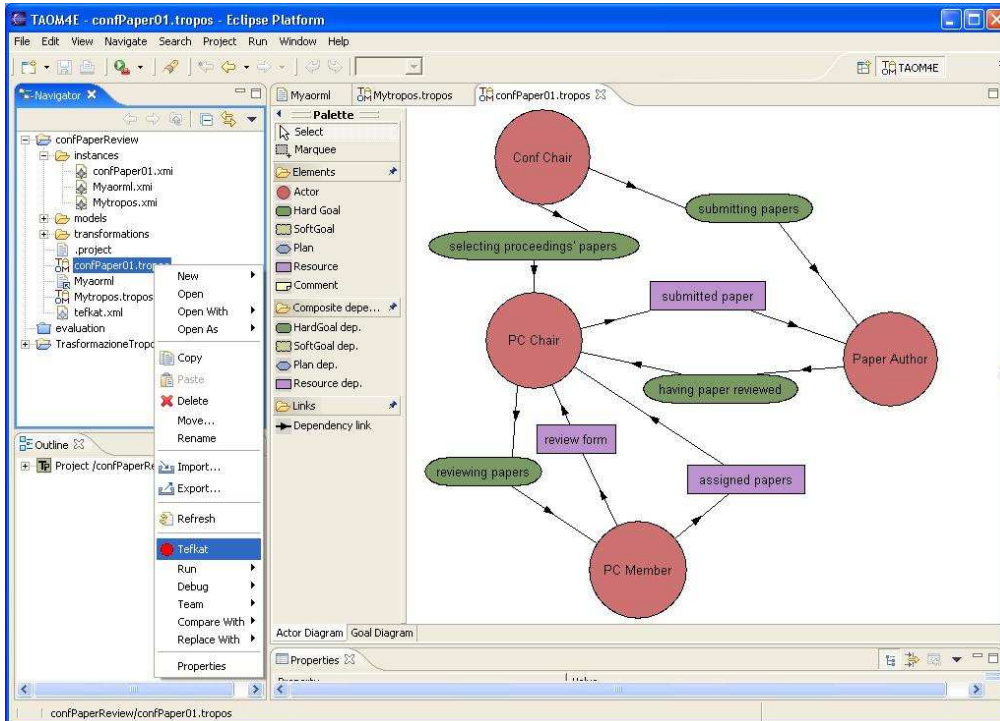 TAOM4E - confPaper01.tropos - Eclipse Platform
File Edit View Navigate Search Project Run Window Help
TAOM4E
Navigator
confPaperReview
instances
confPaper01.xmi
Myaorml.xmi
Mytropos.xmi
models
transformations
.project
confPaper01.tropos
Myaorml
Mytropos.tropos
tefkat.xml
evaluation
TrasformazioneTropo
New
Open
Open With
Open As
Copy
Paste
Delete
Move...
Rename
Import...
Export...
Refresh
Tefkat
Run
Debug
Team
Compare With
Replace With
Properties
Outline
Project /confPaperRe
Myaorml
Mytropos.tropos
confPaper01.tropos
Palette
Select
Marquee
Elements
Actor
Hard Goal
SoftGoal
Plan
Resource
Comment
Composite depe...
HardGoal dep.
SoftGoal dep.
Plan dep.
Resource dep.
Links
Dependency link
Conf Chair
submitting papers
selecting proceedings' papers
submitted paper
PC Chair
Paper Author
having paper reviewed
review form
reviewing papers
assigned papers
PC Member
Actor Diagram Goal Diagram
Properties
confPaperReview/confPaper01.tropos